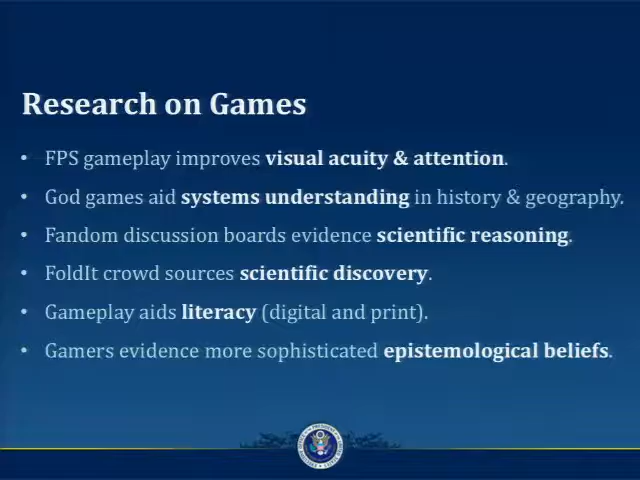 Research on Games
• FPS gameplay improves visual acuity & attention.
• God games aid systems understanding in history & geography.
• Fandom discussion boards evidence scientific reasoning.
• FoldIt crowd sources scientific discovery.
• Gameplay aids literacy (digital and print).
• Gamers evidence more sophisticated epistemological beliefs.